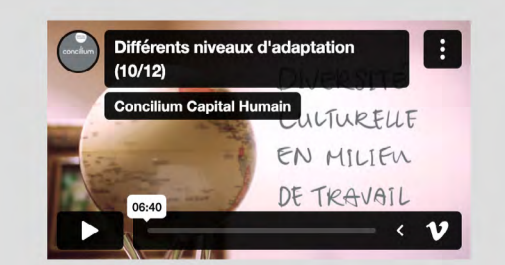 concilium
Différents niveaux d'adaptation
(10/12)
Concilium Capital Humain
DIVERSITÉ
CULTURELLE
EN MILIEU
DE TRAVAIL
06:40